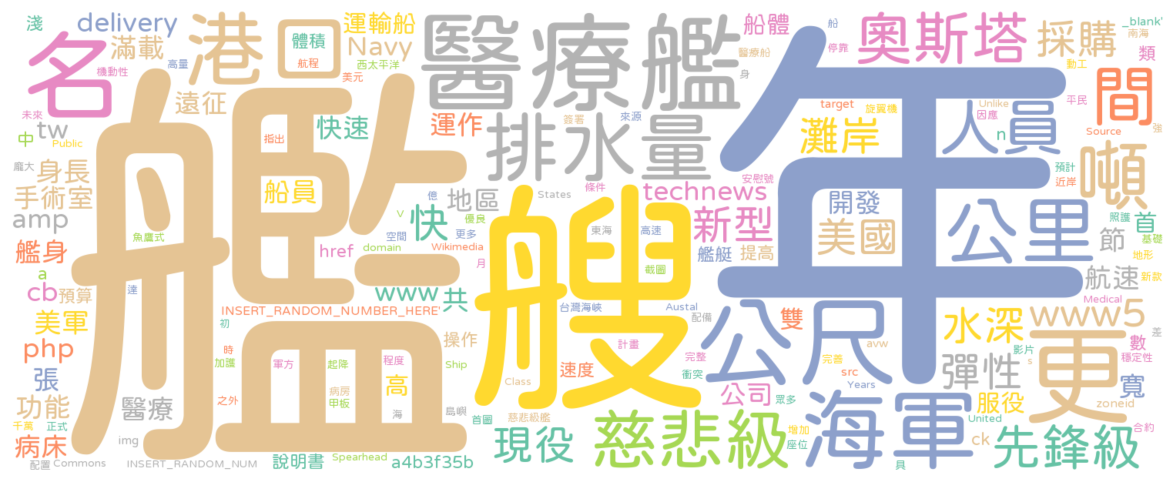 淺 delivery 滿載 港口 體積 航程 運輸船 Navy 西太平洋 美元 醫療艦 船體 醫療船 船 停靠 身 奧斯塔 採購 _blank' 南海 類 動工
名 機動性 高量 未來 tw 中 Public 遠征 快速 指出 運作 簽署 來源 排水量 target 旋翼機 灘岸 Unlike 因應 人員 n 平民 間 Source 強
龐大 身長 手術室 amp 船員 地區 States 條件 technews 安慰號 年 預計 近岸 噸
艦 艘 魚鷹式 億 V 優良 空間 更多 domain Wikimedia 月 東海 高速 新型 艦艇 提高 開發 美國 公里 節 照護 首 基礎 地形
艦身 a 達 href 快 截圖 航速 新款
cb 預算 www 共 台灣海峽 Austal 配備 Medical
美軍 INSERT_RANDOM_NUMBER_HERE' 初 操作 計畫 公尺 雙 水深 www5 數 穩定性
php 時 加護 軍方 起降 程度 Ship 速度 完整 衝突 完善 avw src 影片 s 差
張 功能 醫療 之外 病房 甲板 高 海 島嶼 Class 首圖 慈悲級艦 公司 眾多 Years 彈性 服役 United 更 寬 zoneid
千萬 正式 病床 img 說明書 Spearhead a4b3f35b 現役 慈悲級 增加 座位 海軍 具 ck 先鋒級 合約
配置 Commons INSERT_RANDOM_NUM